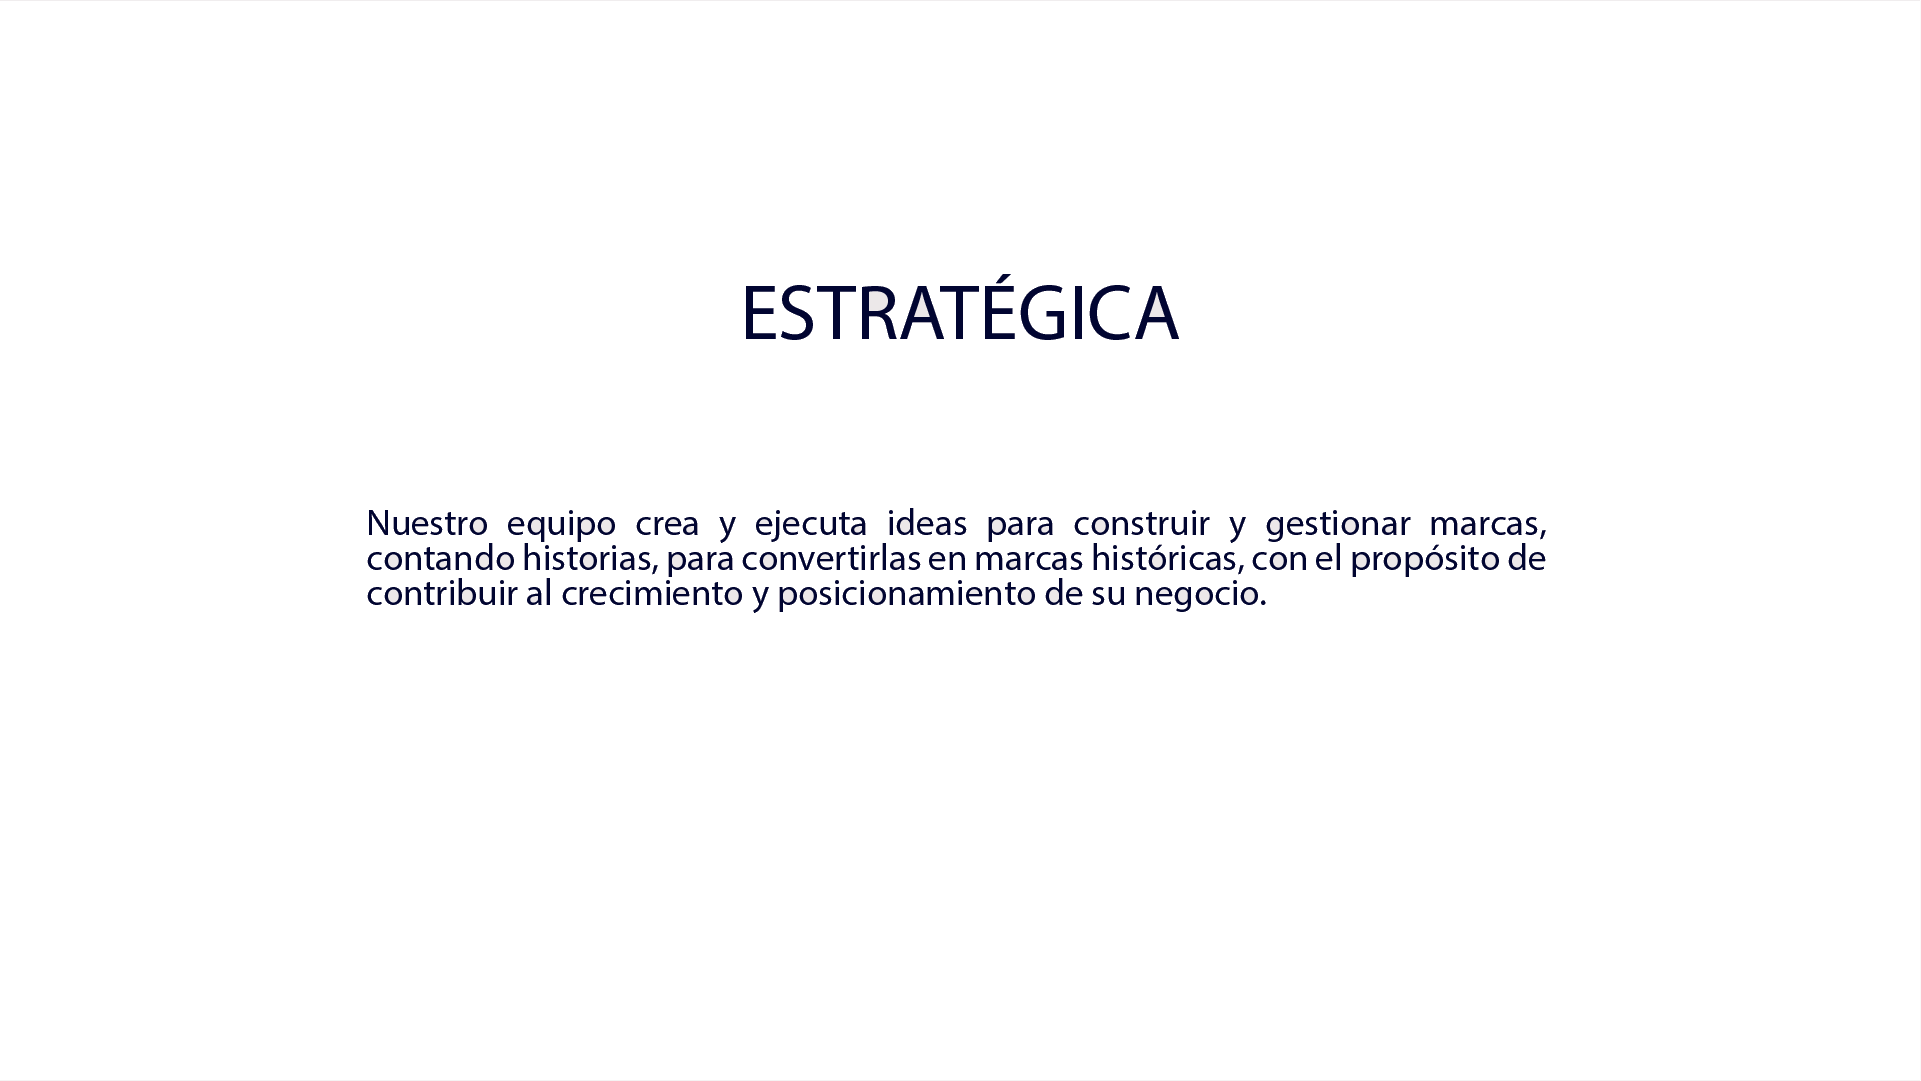 ESTRATÉGICA
Nuestro equipo crea y ejecuta ideas para construir y gestionar marcas,
contando historias, para convertirlas en marcas históricas, con el propósito de
contribuir al crecimiento y posicionamiento de su negocio.